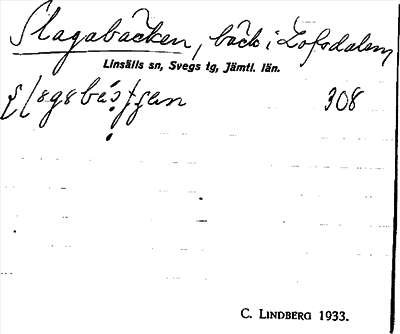 Slagabäcken, bäck i Lofsdalen
Linsälls sn, Svegs tg, Jämtl. län.
308
C. LINDBERG 1933.